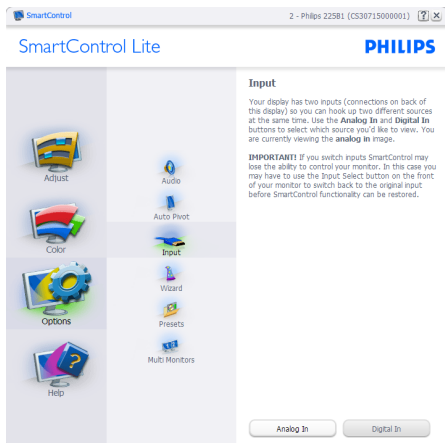 SmartControl
2 - Philips 225B1 (CS30715000001)
SmartControl Lite
PHILIPS
Adjust
Color
Options
Help
Audio
Auto Pivot
Input
Wizard
Presets
Multi Monitors
Input
Your display has two inputs (connections on back of
this display) so you can hook up two different sources
at the same time. Use the Analog In and Digital In
buttons to select which source you'd like to view. You
are currently viewing the analog in image.
IMPORTANT! If you switch inputs SmartControl may
lose the ability to control your monitor. In this case you
may have to use the Input Select button on the front
of your monitor to switch back to the original input
before SmartControl functionality can be restored.
Analog In
Digital In